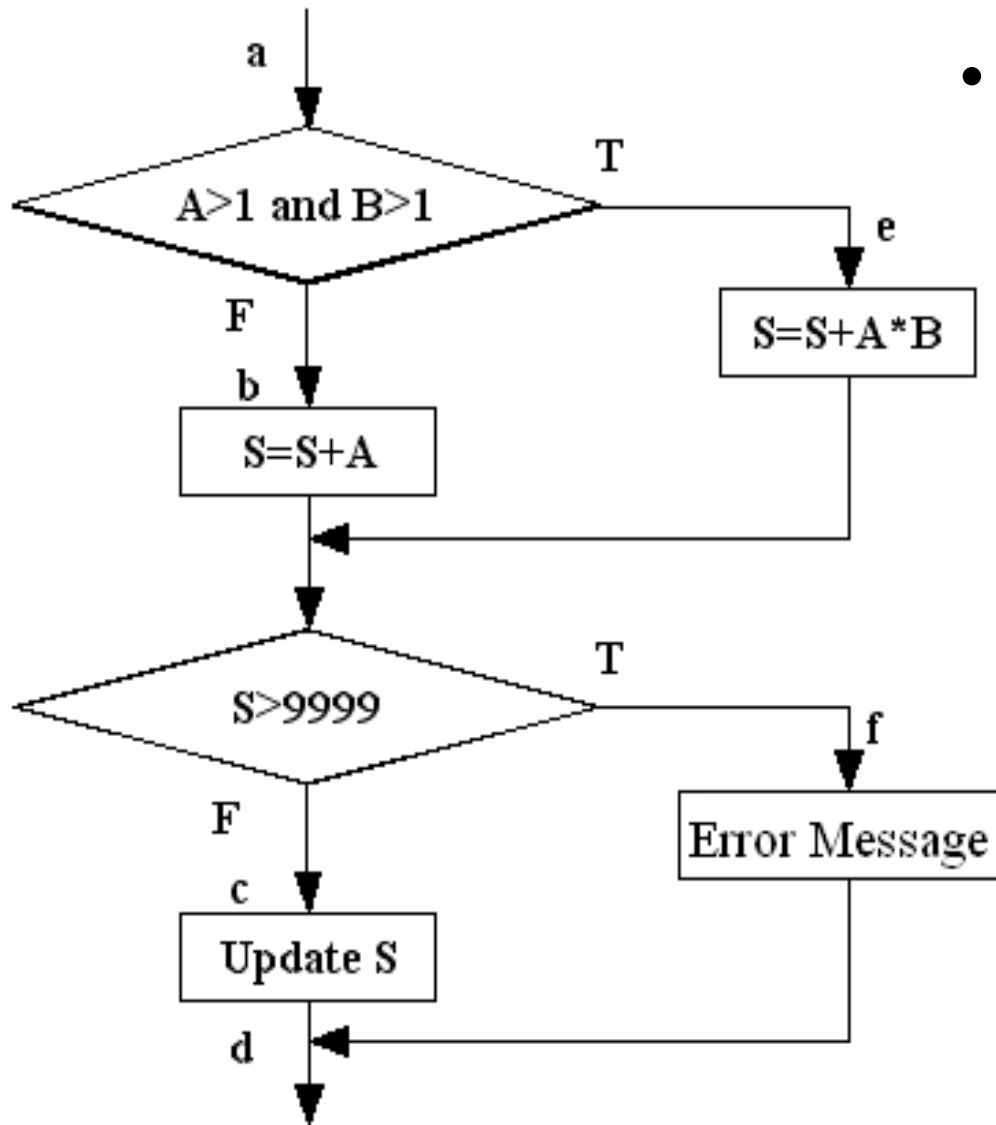 a
•
T
A>1 and B>1
e
F
S=S+A*B
b
S=S+A
T
S>9999
f
F
Error Message
c
Update S
d